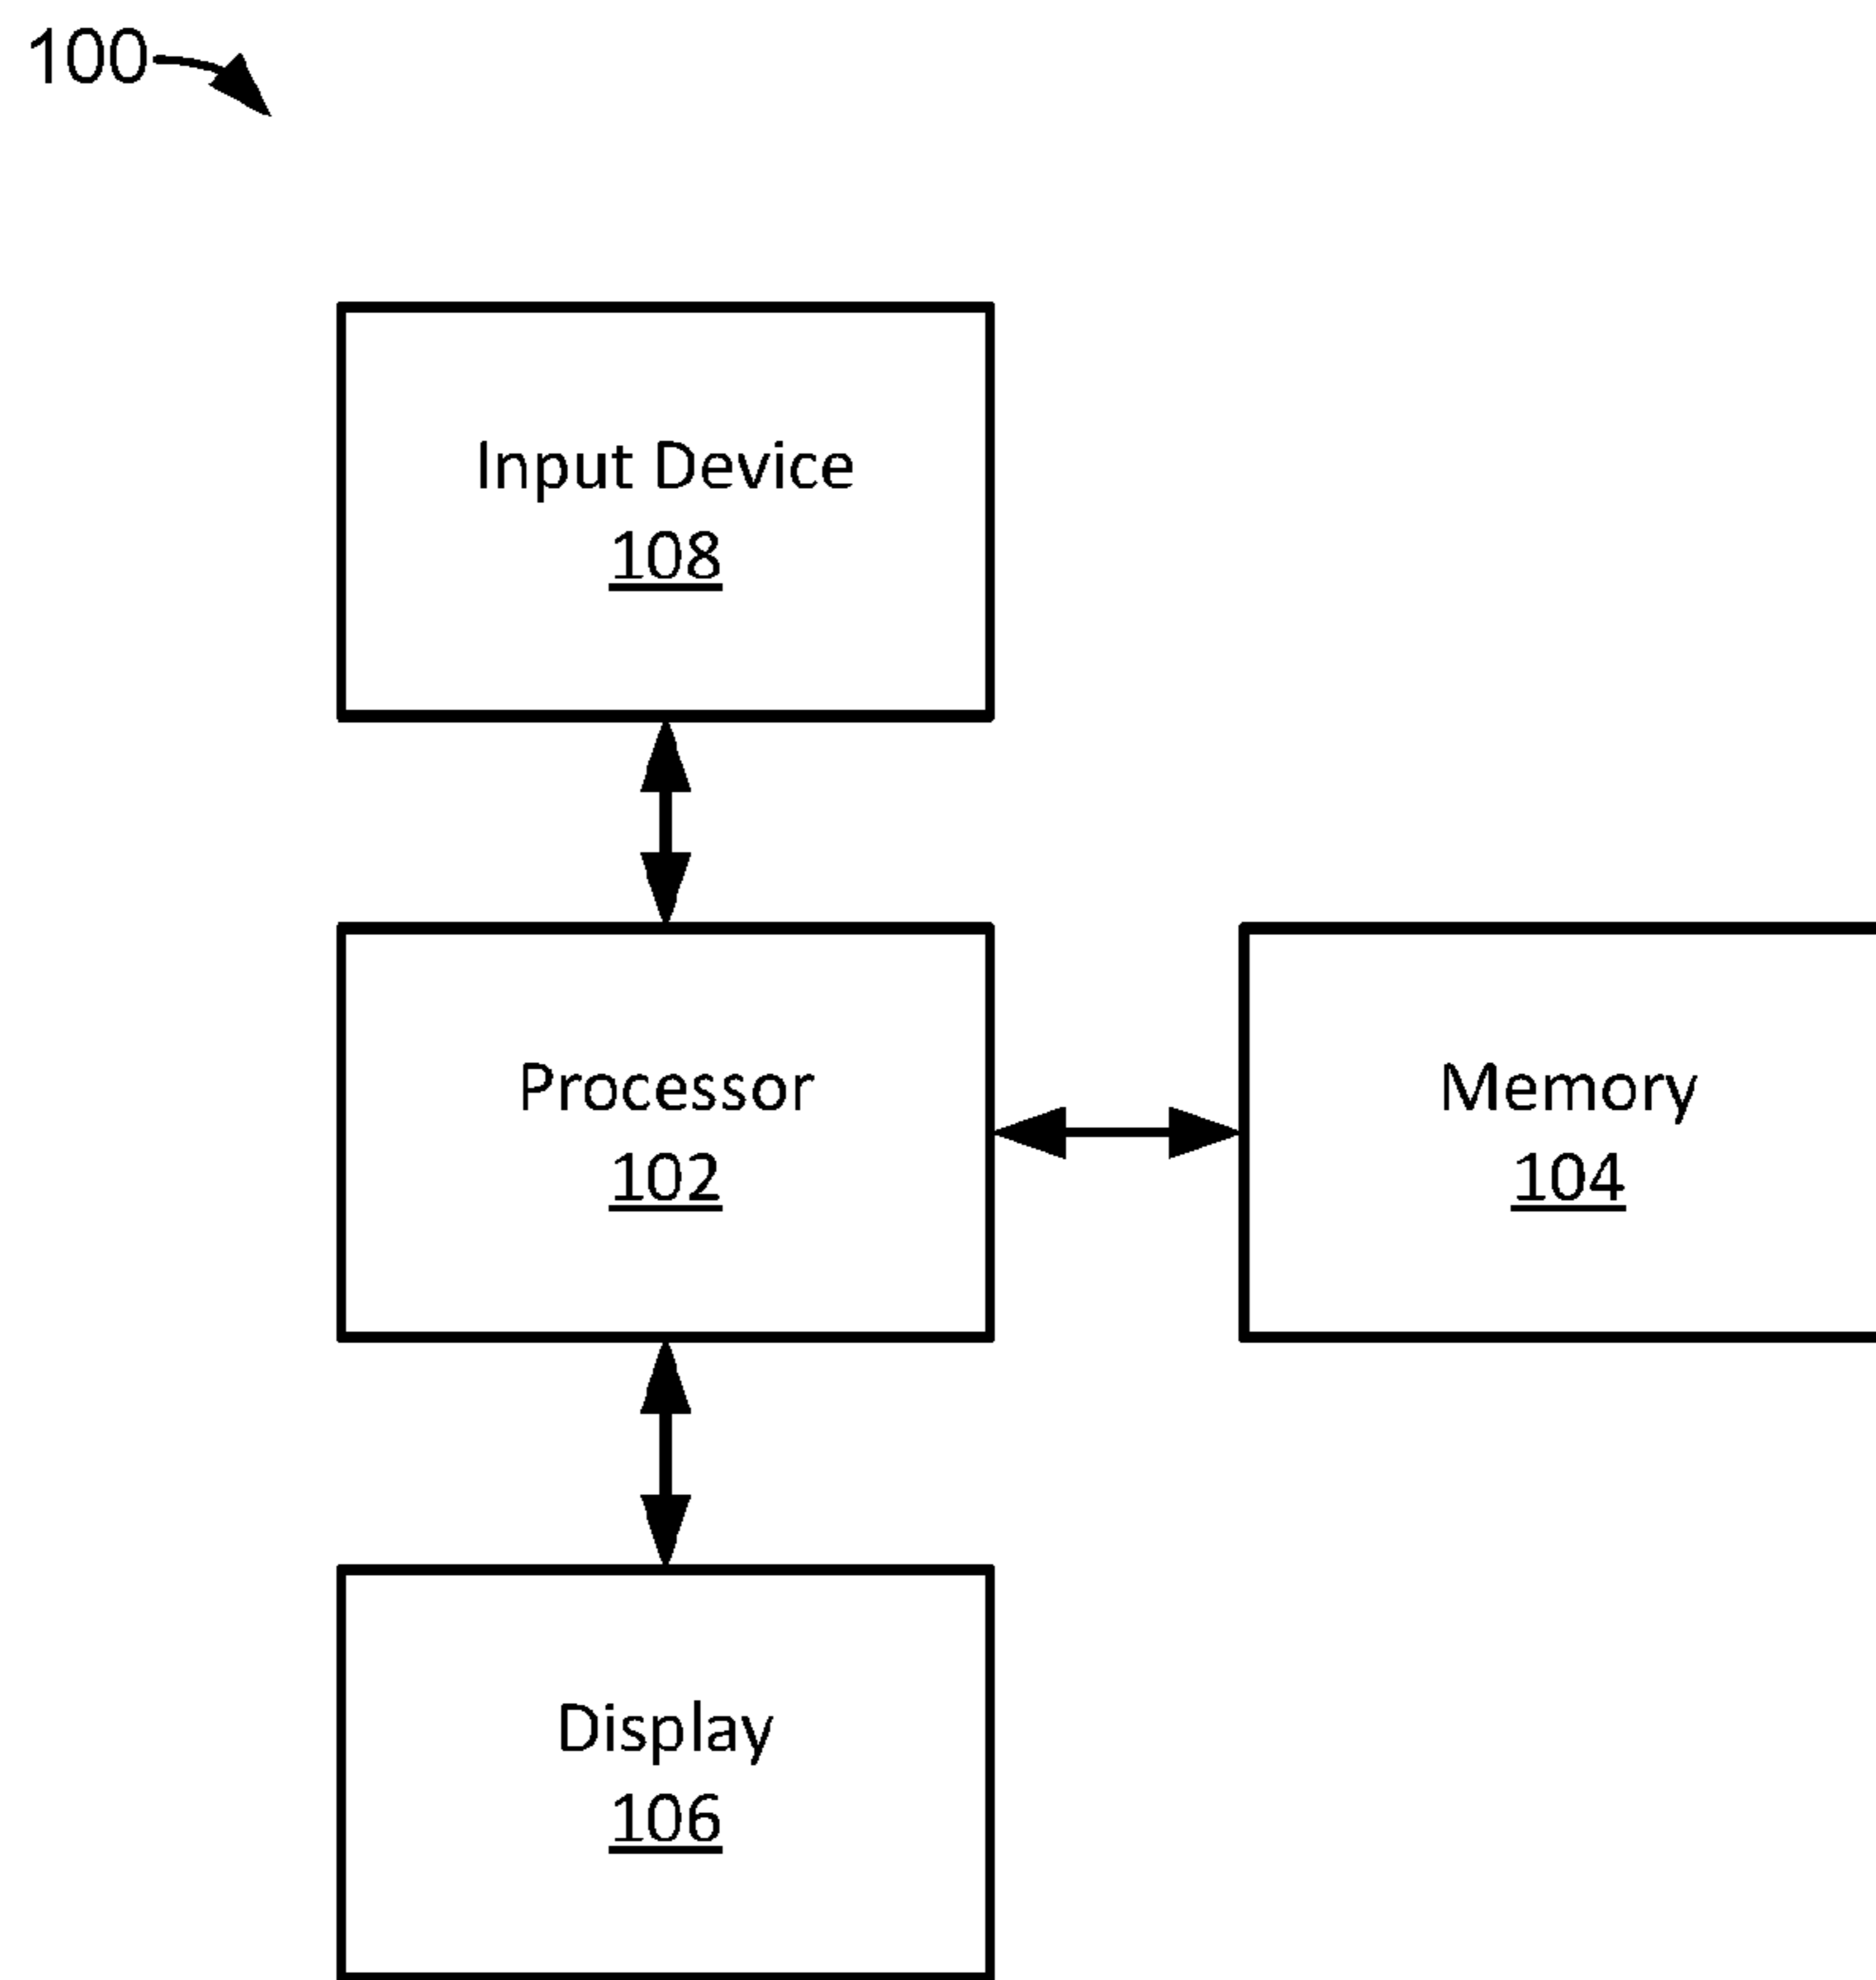 100
Input Device
108
Processor
102
Memory
104
Display
106